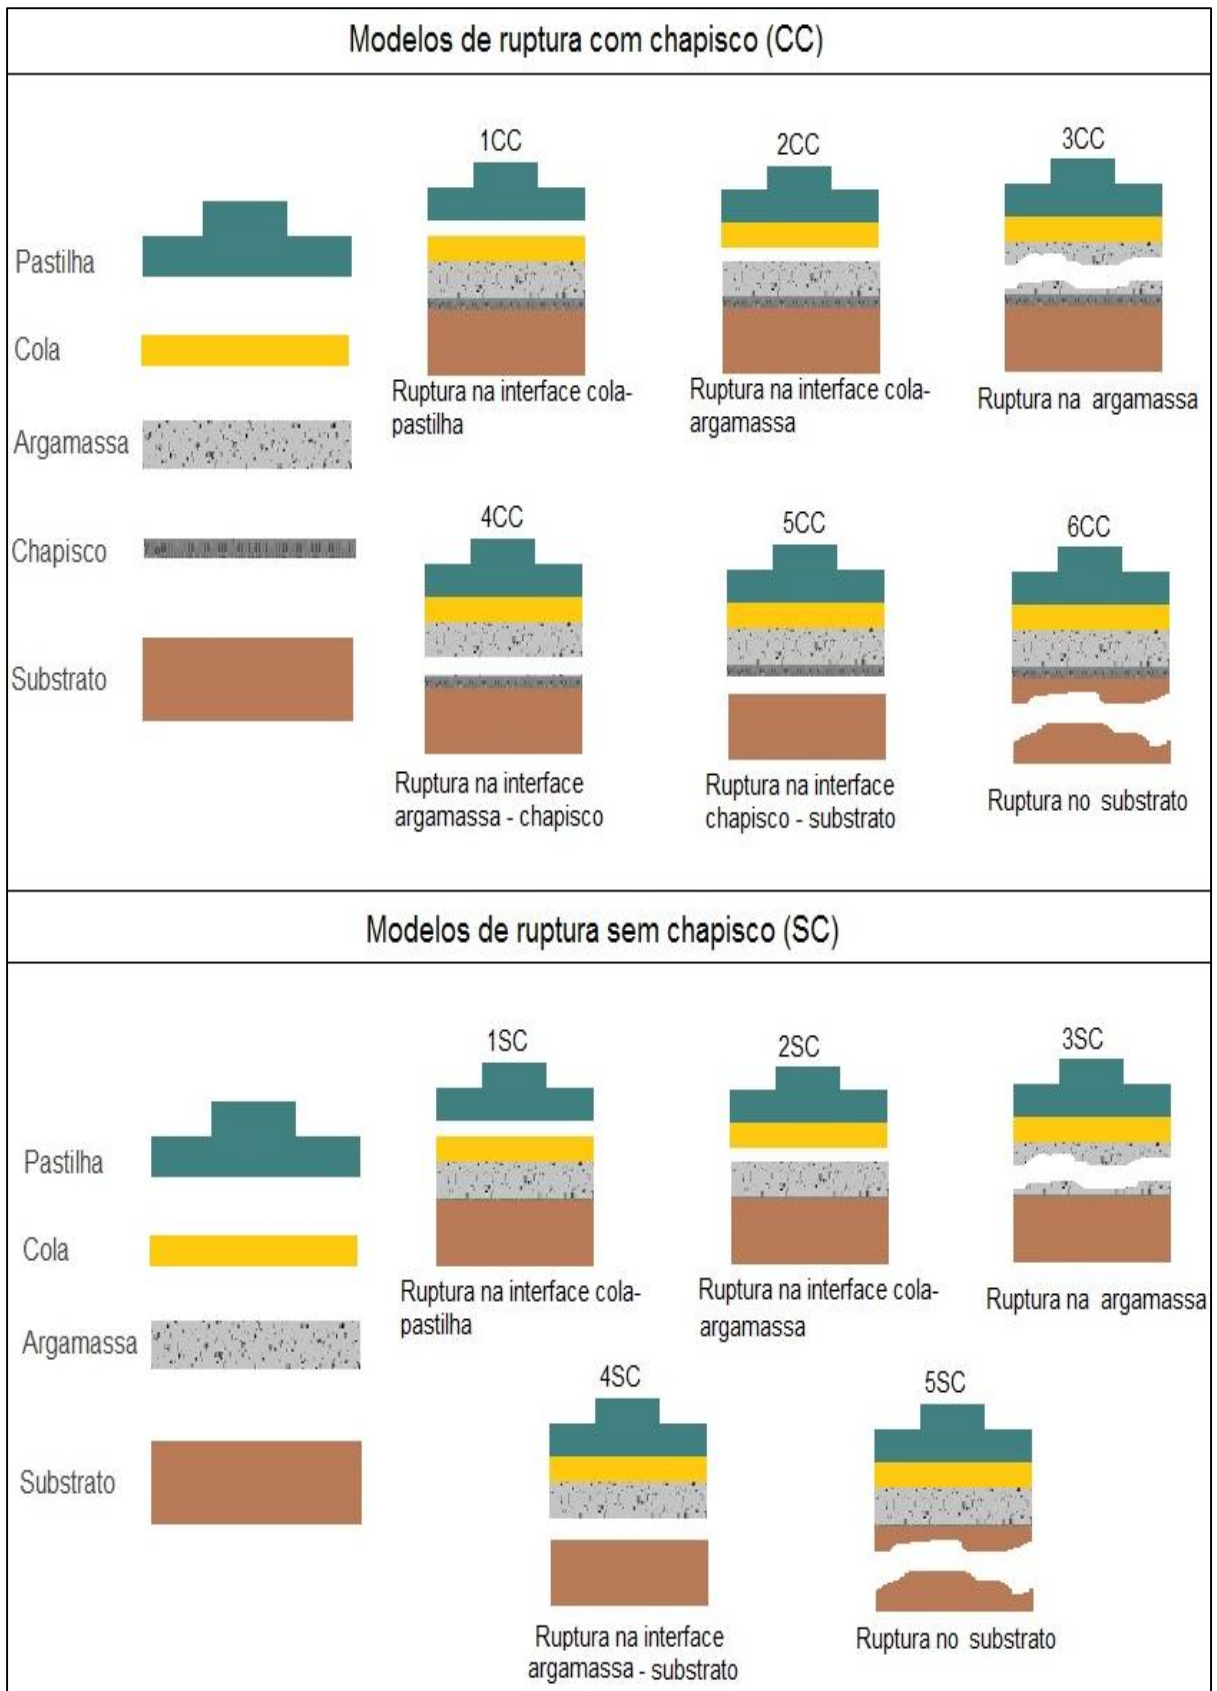 Modelos de ruptura com chapisco (CC)
Pastilha
Cola
Argamassa
Chapisco
Substrato
1CC
Ruptura na interface cola-
pastilha
2CC
Ruptura na interface cola-
argamassa
3CC
Ruptura na argamassa
4CC
Ruptura na interface
argamassa - chapisco
5CC
Ruptura na interface
chapisco - substrato
6CC
Ruptura no substrato
Modelos de ruptura sem chapisco (SC)
Pastilha
Cola
Argamassa
Substrato
1SC
Ruptura na interface cola-
pastilha
2SC
Ruptura na interface cola-
argamassa
3SC
Ruptura na argamassa
4SC
Ruptura na interface
argamassa - substrato
5SC
Ruptura no substrato